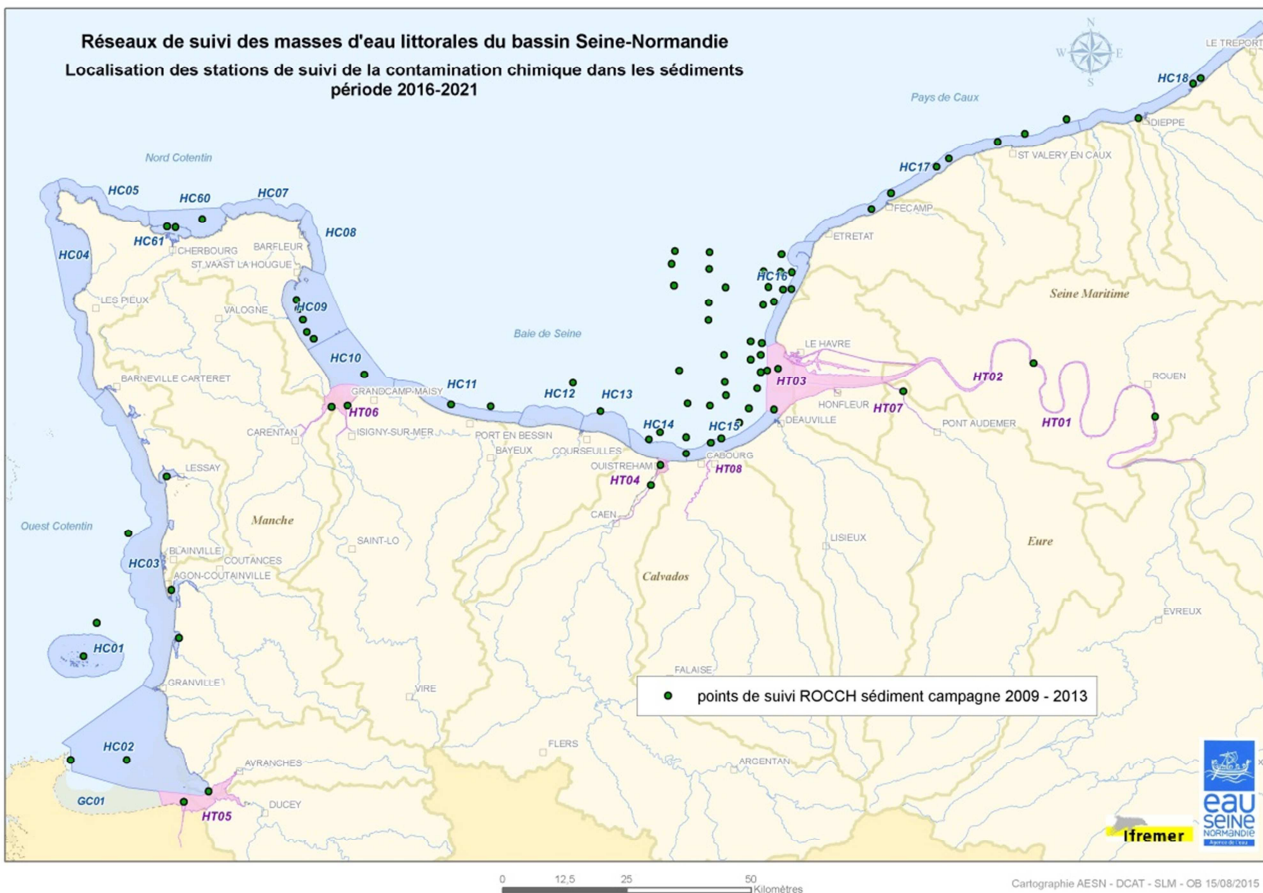 Réseaux de suivi des masses d'eau littorales du bassin Seine-Normandie
Localisation des stations de suivi de la contamination chimique dans les sédiments
période 2016-2021
N
W
E
S
LE TREPORT
HC18
Pays de Caux
DIEPPE
ST VALERY EN CAUX
HC17
FECAMP
ETRETAT
Nord Cotentin
HC05
HC60
HC07
HC61
CHERBOURG
BARFLEUR
HC08
ST VAAST LA HOUGUE
HC04
LES PIEUX
VALOGNE
HC09
HC16
Seine Maritime
Baie de Seine
LE HAVRE
HC10
HT03
HT02
ROUEN
BARNEVILLE CARTERET
GRANDCAMP-MAISY
HC11
HC12
HC13
HONFLEUR
HT07
HT06
HT01
CARENTAN
ISIGNY-SUR-MER
PORT EN BESSIN
COURSEULLES
HC14
HC15
DEAUVILLE
PONT AUDEMER
BAYEUX
OUISTREHAM
CABOURG
HT08
LESSAY
HT04
CAEN
Ouest Cotentin
Manche
SAINT-LO
LISIEUX
Eure
BLAINVILLE
COUTANCES
HC03
AGON-COUTAINVILLE
Calvados
EVREUX
HC01
FALAISE
GRANVILLE
VIRE
points de suivi ROCCH sédiment campagne 2009 - 2013
HC02
FLERS
AVRANCHES
ARGENTAN
GC01
HT05
DUCEY
Ifremer
eau
SEINE
NORMANDIE
Agence de l'eau
0 12,5 25 50
Kilomètres
Cartographie AESN - DCAT - SLM - OB 15/08/2015